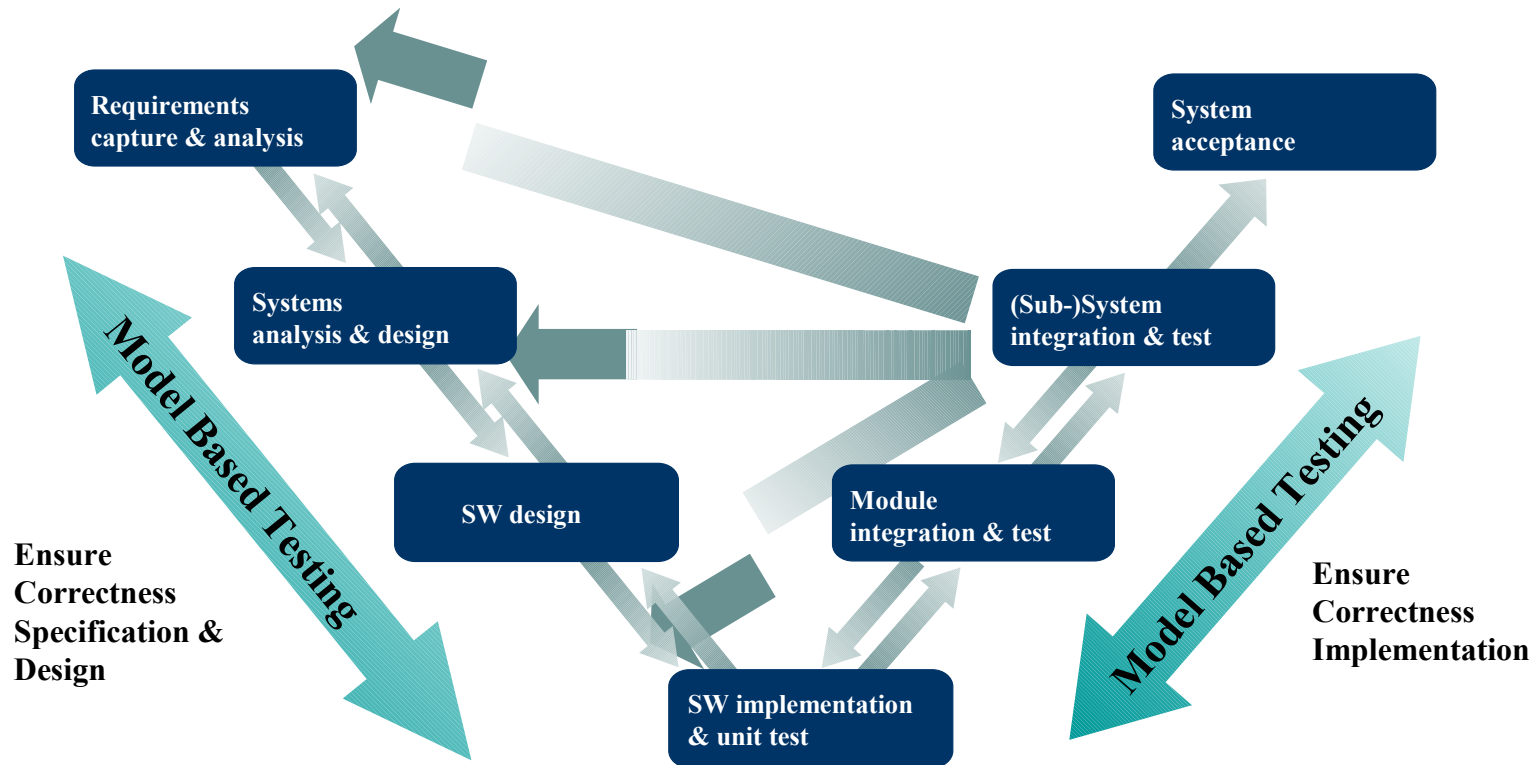 Requirements
capture & analysis
System
acceptance
Systems
analysis & design
(Sub-)System
integration & test
SW design
Module
integration & test
SW implementation
& unit test
Model Based Testing
Ensure
Correctness
Specification &
Design
Model Based Testing
Ensure
Correctness
Implementation